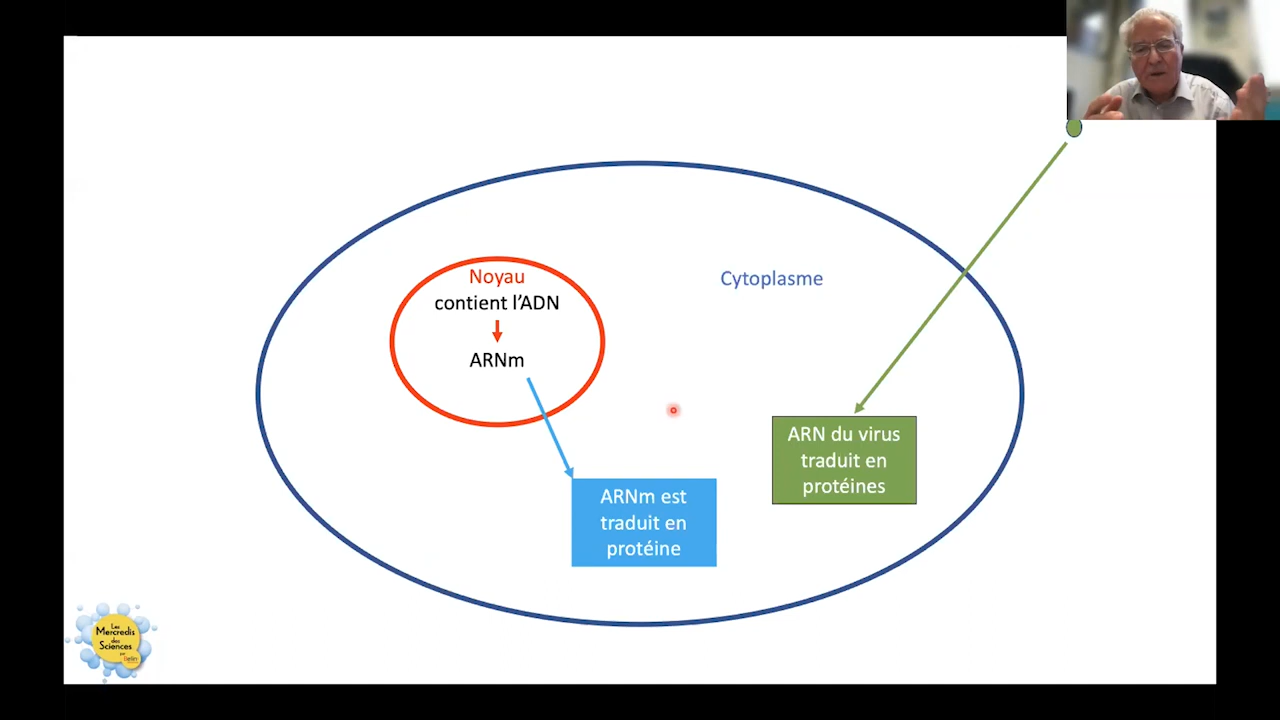 Noyau
contient l’ADN
ARNm
Cytoplasme
ARN du virus
traduit en
protéines
ARNm est
traduit en
protéine
Les
Mercredis
des
Sciences